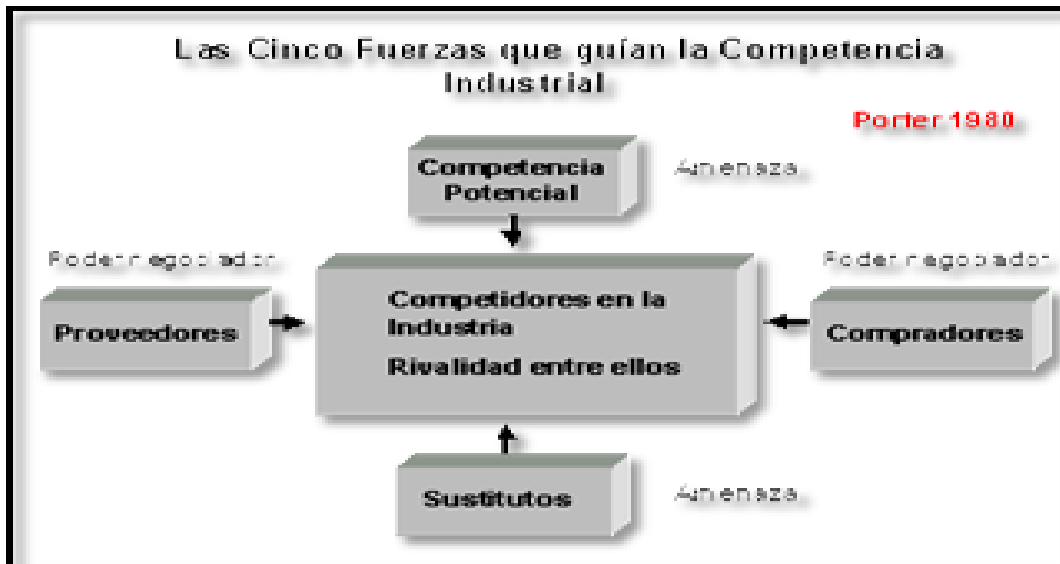 Las Cinco Fuerzas que guían la Competencia
Industrial
Porter 1980
Competencia
Potencial
Amenaza
Poder negociador
Poder negociador
Proveedores
Competidores en la
Industria
Rivalidad entre ellos
Compradores
Sustitutos
Amenaza